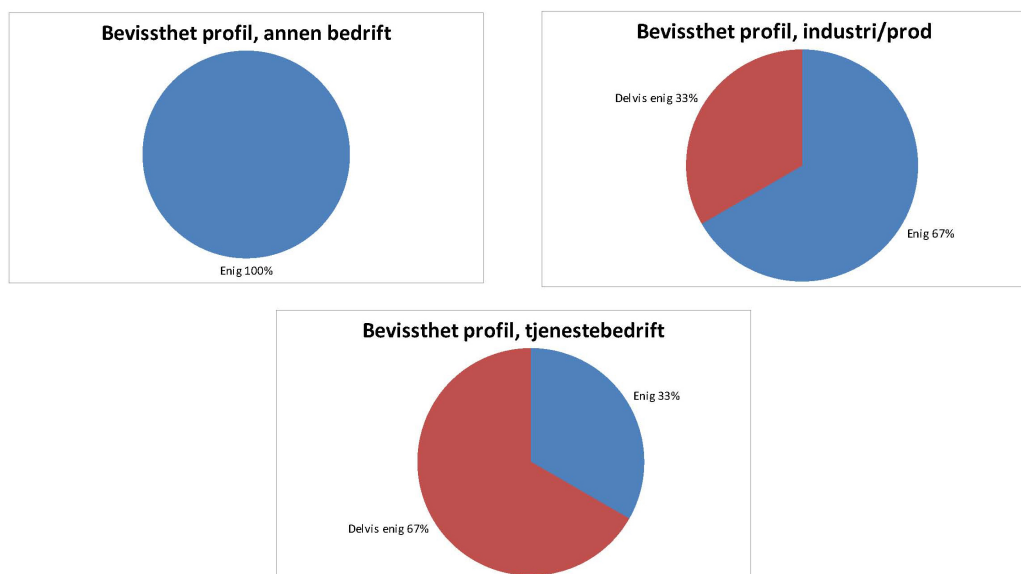 Bevissthet profil, annen bedrift
Enig 100%
Bevissthet profil, industri/prod
Delvis enig 33%
Enig 67%
Bevissthet profil, tjenestebedrift
Enig 33%
Delvis enig 67%